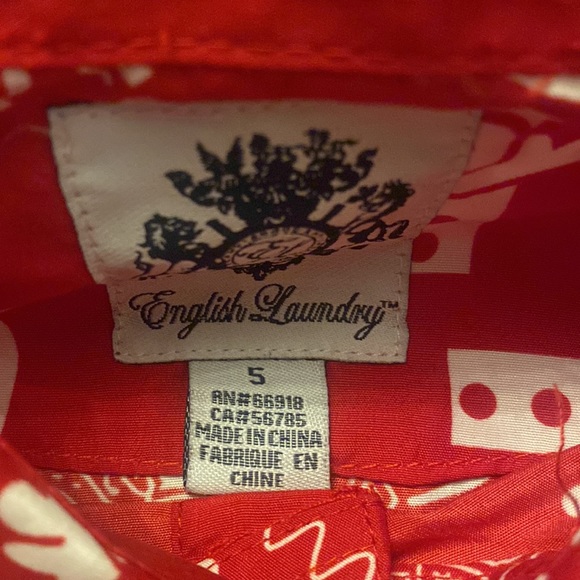 English Laundry™
5
RN#66918
CA#56785
MADE IN CHINA
FABRIQUE EN
CHINE